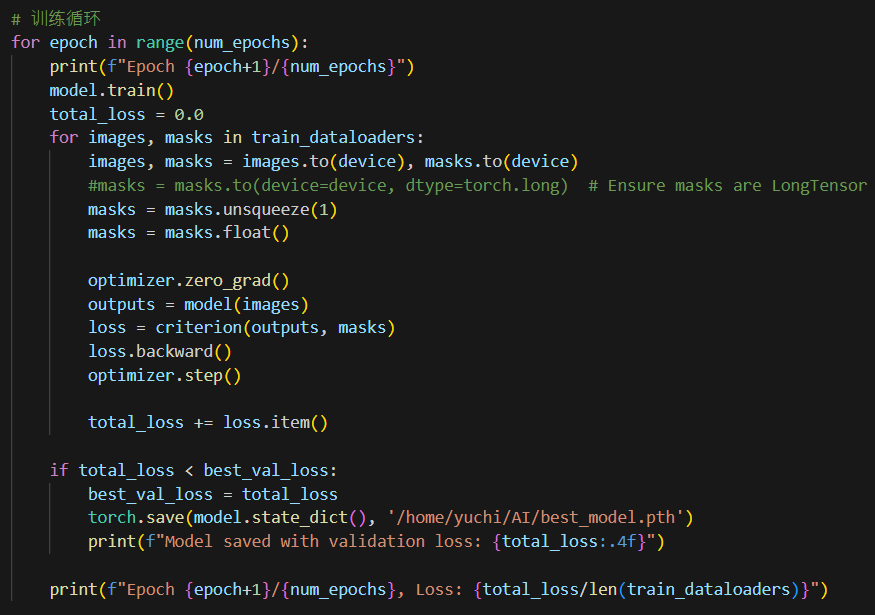 # 训练循环
for epoch in range(num_epochs):
    print(f"Epoch {epoch+1}/{num_epochs}")
    model.train()
    total_loss = 0.0
    for images, masks in train_dataloaders:
        images, masks = images.to(device), masks.to(device)
        #masks = masks.to(device=device, dtype=torch.long)  # Ensure masks are LongTensor
        masks = masks.unsqueeze(1)
        masks = masks.float()

        optimizer.zero_grad()
        outputs = model(images)
        loss = criterion(outputs, masks)
        loss.backward()
        optimizer.step()

        total_loss += loss.item()

    if total_loss < best_val_loss:
        best_val_loss = total_loss
        torch.save(model.state_dict(), '/home/yuchi/AI/best_model.pth')
        print(f"Model saved with validation loss: {total_loss:.4f}")

    print(f"Epoch {epoch+1}/{num_epochs}, Loss: {total_loss/len(train_dataloaders)}")